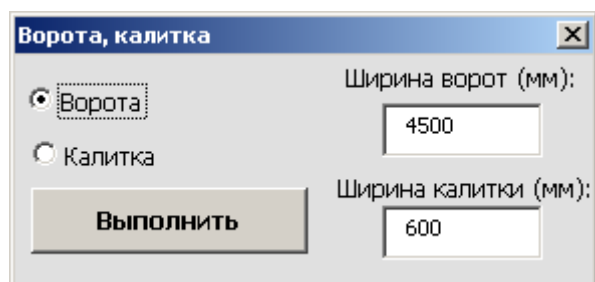 Ворота, калитка
Ворота
Калитка
Выполнить
Ширина ворот (мм):
4500
Ширина калитки (мм):
600